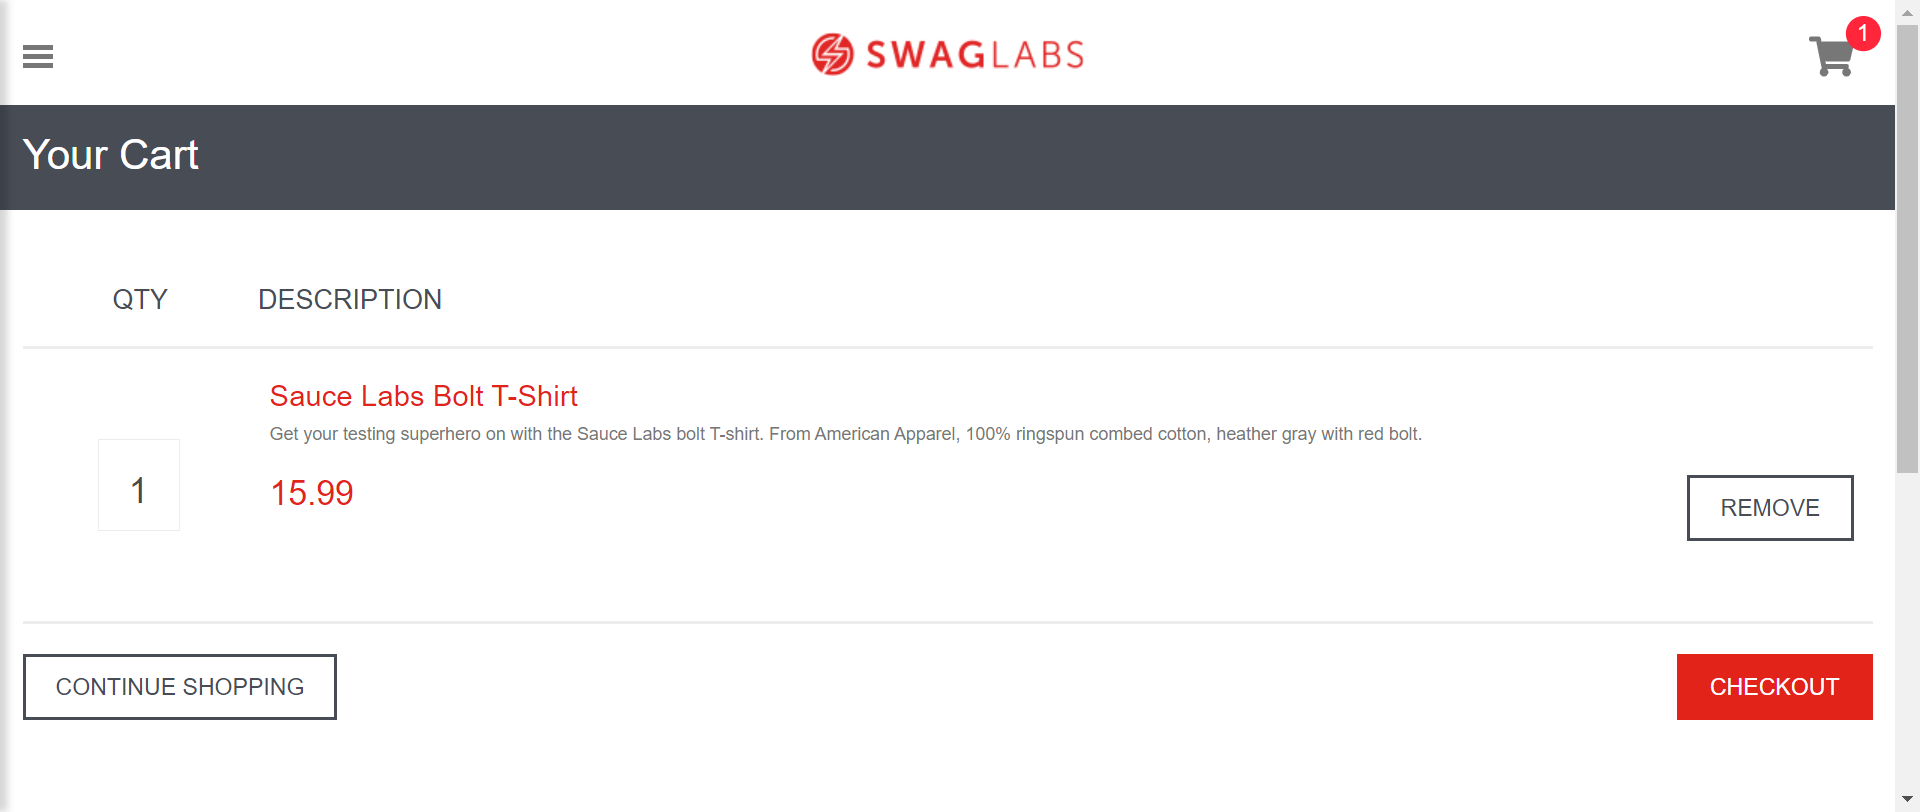 SWAGLABS
1
Your Cart
QTY DESCRIPTION
Sauce Labs Bolt T-Shirt
Get your testing superhero on with the Sauce Labs bolt T-shirt. From American Apparel, 100% ringspun combed cotton, heather gray with red bolt.
1
15.99
REMOVE
CONTINUE SHOPPING
CHECKOUT